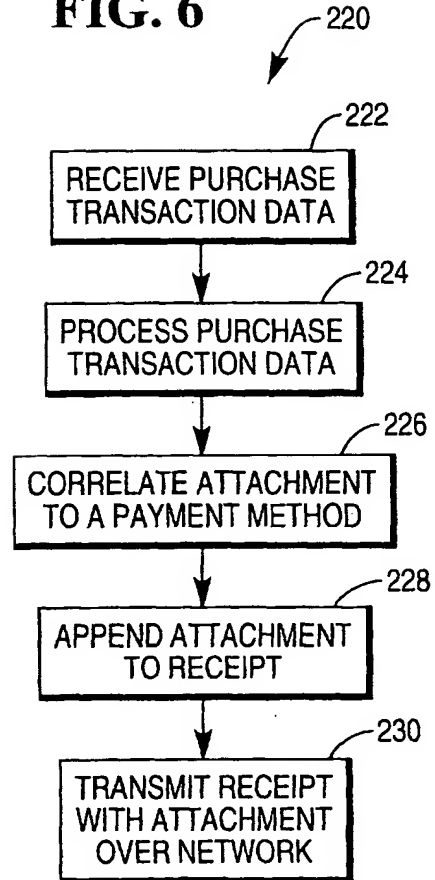 FIG. 6
220
222
RECEIVE PURCHASE
TRANSACTION DATA
224
PROCESS PURCHASE
TRANSACTION DATA
226
CORRELATE ATTACHMENT
TO A PAYMENT METHOD
228
APPEND ATTACHMENT
TO RECEIPT
230
TRANSMIT RECEIPT
WITH ATTACHMENT
OVER NETWORK